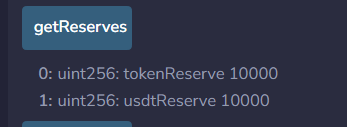 getReserves
0: uint256: tokenReserve 10000
1: uint256: usdtReserve 10000